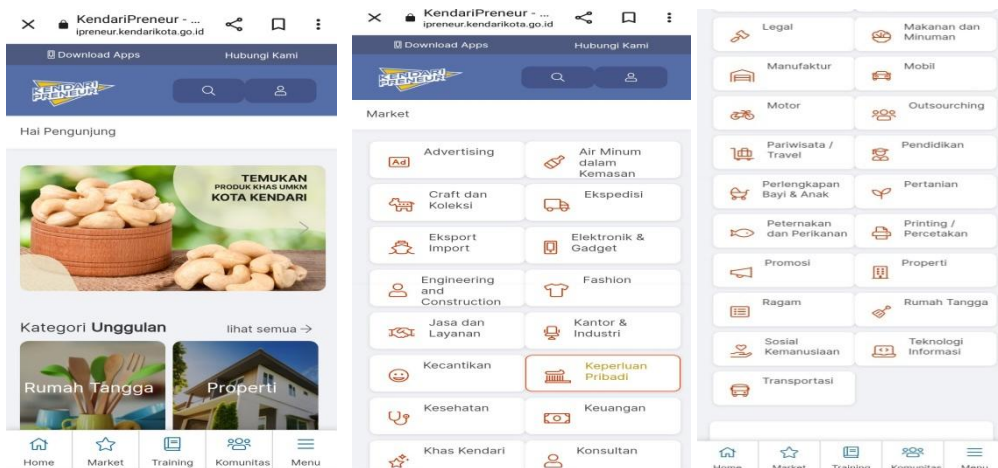 KendariPreneur - ...
ipreneur.kendarikota.go.id
Download Apps
Hubungi Kami
KENDARI
PRENEUR
Hai Pengunjung
TEMUKAN
PRODUK KHAS UMKM
KOTA KENDARI
Kategori Unggulan
lihat semua →
Rumah Tangga
Properti
Home
Market
Training
Komunitas
Menu
KendariPreneur - ...
ipreneur.kendarikota.go.id
Download Apps
Hubungi Kami
KENDARI
PRENEUR
Market
Ad
Advertising
Air Minum
dalam
Kemasan
Craft dan
Koleksi
Ekspedisi
Eksport
Import
Elektronik &
Gadget
Engineering
and
Construction
Fashion
Jasa dan
Layanan
Kantor &
Industri
Kecantikan
Keperluan
Pribadi
Kesehatan
Keuangan
Khas Kendari
Konsultan
Legal
Makanan dan
Minuman
Manufaktur
Mobil
Motor
Outsourching
Pariwisata /
Travel
Pendidikan
Perlengkapan
Bayi & Anak
Pertanian
Peternakan
dan Perikanan
Printing /
Percetakan
Promosi
Properti
Ragam
Rumah Tangga
Sosial
Kemanusiaan
Teknologi
Informasi
Transportasi
Home
Market
Training
Komunitas
Menu